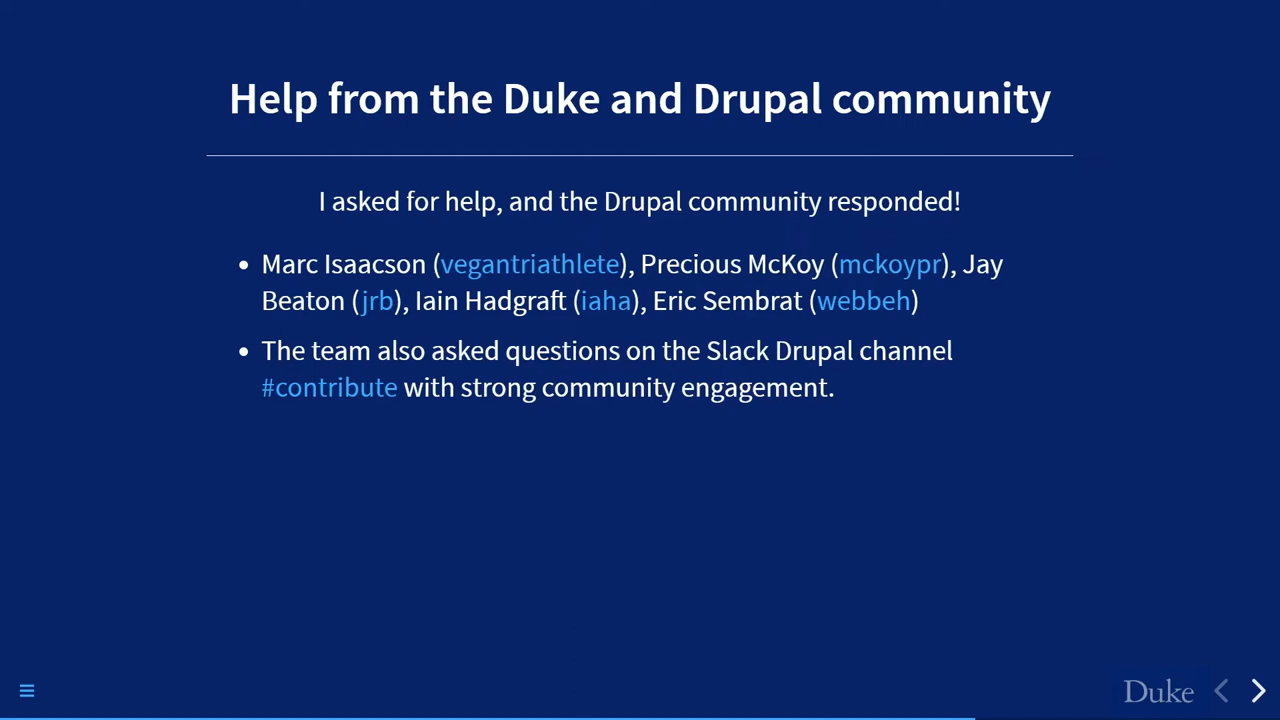 Help from the Duke and Drupal community
I asked for help, and the Drupal community responded!
• Marc Isaacson (vegantriathlete), Precious McKoy (mckoypr), Jay
Beaton (jrb), Iain Hadgraft (iaha), Eric Sembrat (webbeh)
• The team also asked questions on the Slack Drupal channel
#contribute with strong community engagement.
Duke